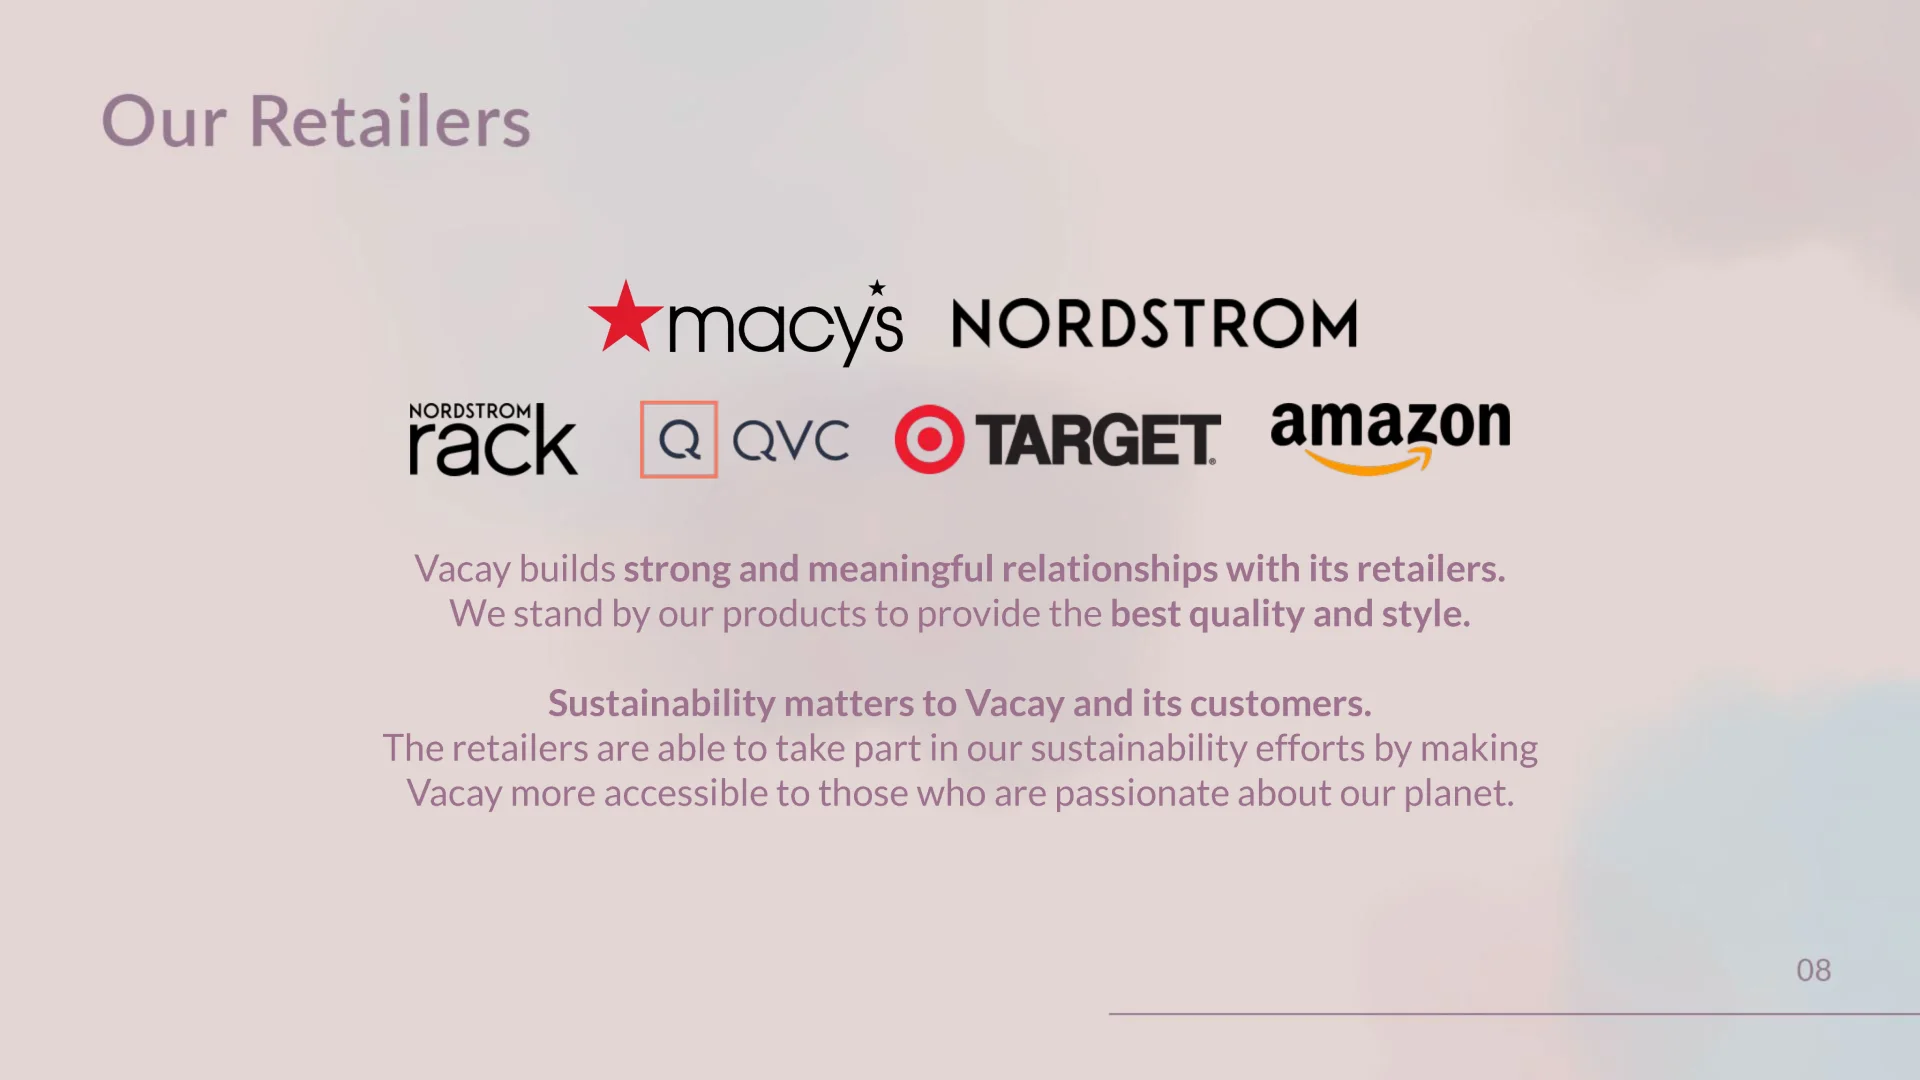 Our Retailers
macy's NORDSTROM
NORDSTROM
rack Q QVC TARGET® amazon
Vacay builds strong and meaningful relationships with its retailers.
We stand by our products to provide the best quality and style.
Sustainability matters to Vacay and its customers.
The retailers are able to take part in our sustainability efforts by making
Vacay more accessible to those who are passionate about our planet.
08